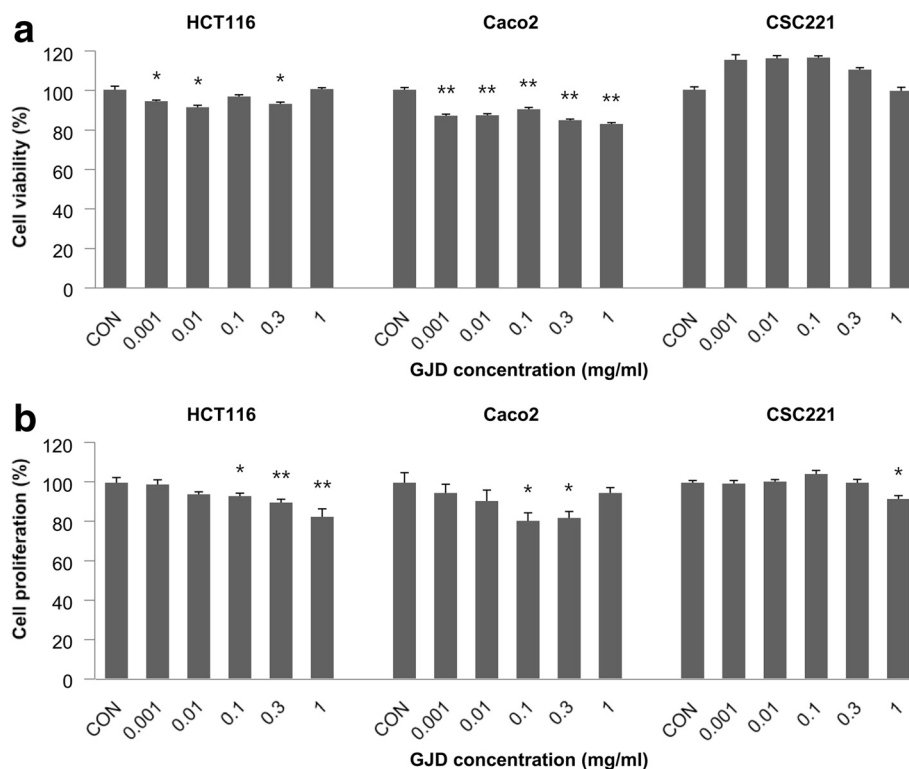 a
HCT116 Caco2 CSC221
Cell viability (%)
120
100
80
60
40
20
0
* * * ** ** ** ** **
CON 0.001 0.01 0.1 0.3 1 CON 0.001 0.01 0.1 0.3 1 CON 0.001 0.01 0.1 0.3 1
GJD concentration (mg/ml)
b
HCT116 Caco2 CSC221
Cell proliferation (%)
120
100
80
60
40
20
0
* ** ** * * *
CON 0.001 0.01 0.1 0.3 1 CON 0.001 0.01 0.1 0.3 1 CON 0.001 0.01 0.1 0.3 1
GJD concentration (mg/ml)